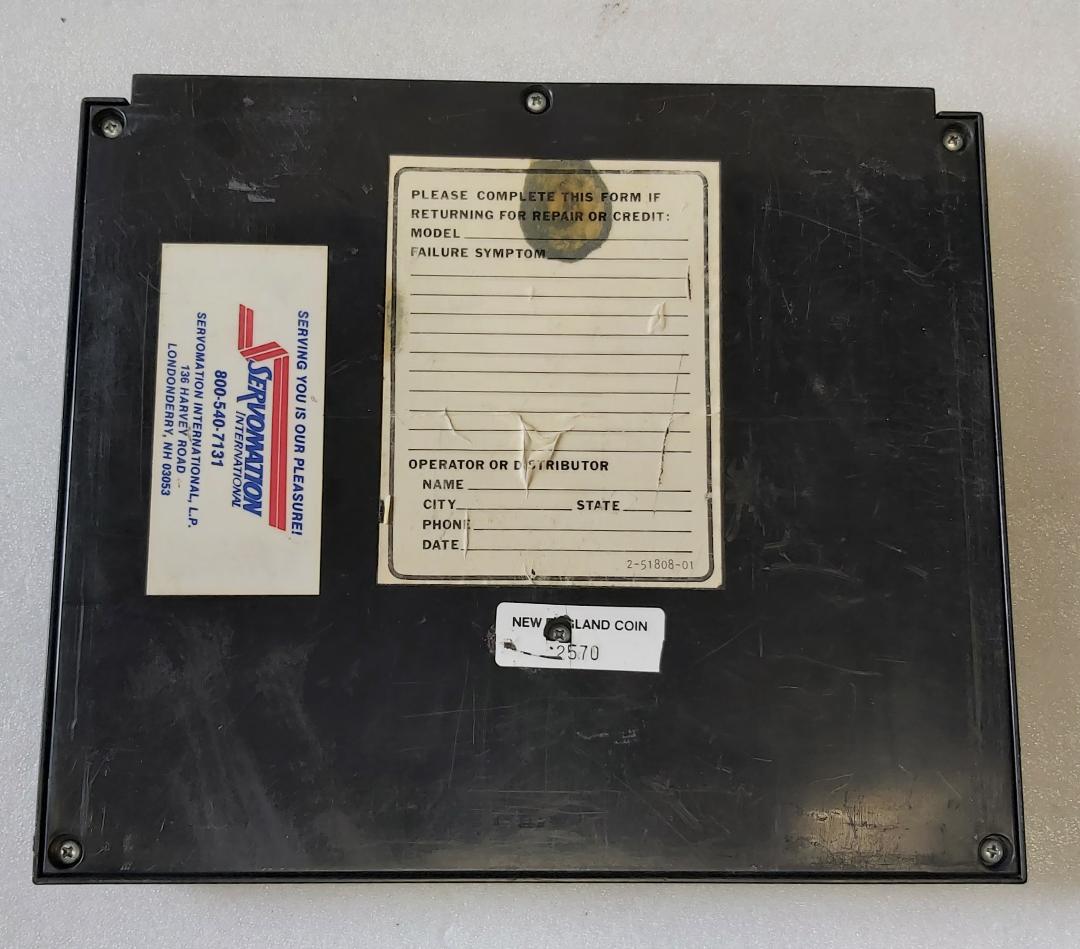 PLEASE COMPLETE THIS FORM IF
RETURNING FOR REPAIR OR CREDIT:
MODEL
FAILURE SYMPTOM
OPERATOR OR DISTRIBUTOR
NAME
CITY STATE
PHONE
DATE
2-51808-01
SERVING YOU IS OUR PLEASURE!
SERVOMATION
INTERNATIONAL
800-540-7131
SERVOMATION INTERNATIONAL, L.P.
136 HARVEY ROAD
LONDONDERRY, NH 03053
NEW ENGLAND COIN
2570